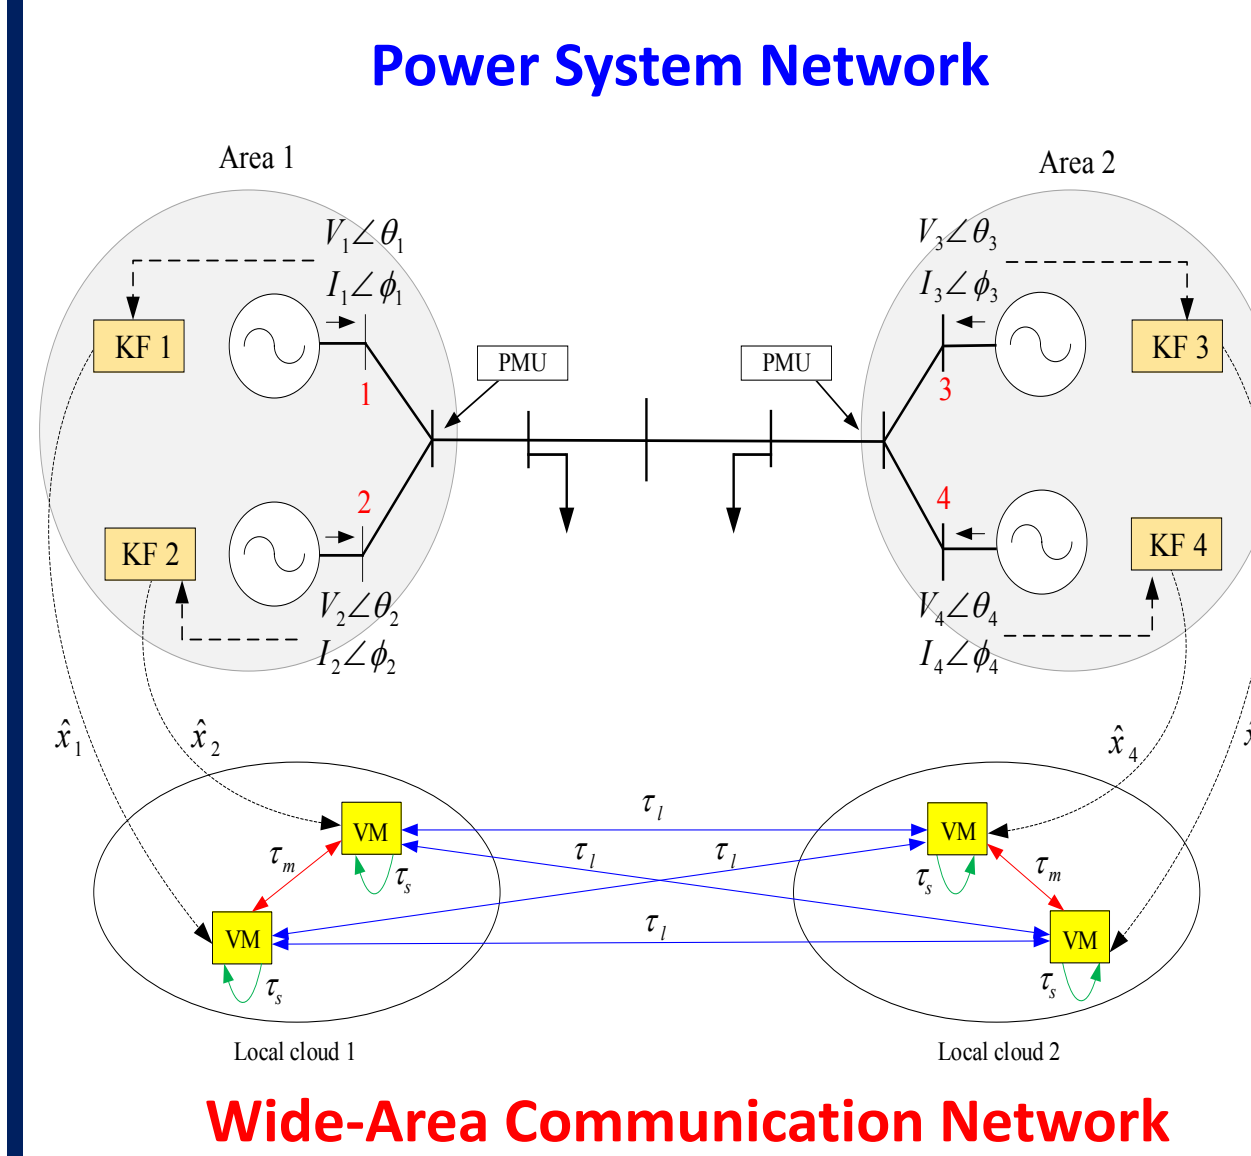 Power System Network
Area 1
Area 2
V₁∠θ₁
I₁∠ϕ₁
V₃∠θ₃
I₃∠ϕ₃
KF 1
PMU
PMU
KF 3
1
3
2
4
KF 2
KF 4
V₂∠θ₂
I₂∠ϕ₂
V₄∠θ₄
I₄∠ϕ₄
x̂₁
x̂₂
x̂₄
x̂
VM
τₗ
VM
τₘ
τₗ
τₗ
τₘ
τₛ
τₛ
VM
τₗ
VM
τₛ
τₛ
Local cloud 1
Local cloud 2
Wide-Area Communication Network